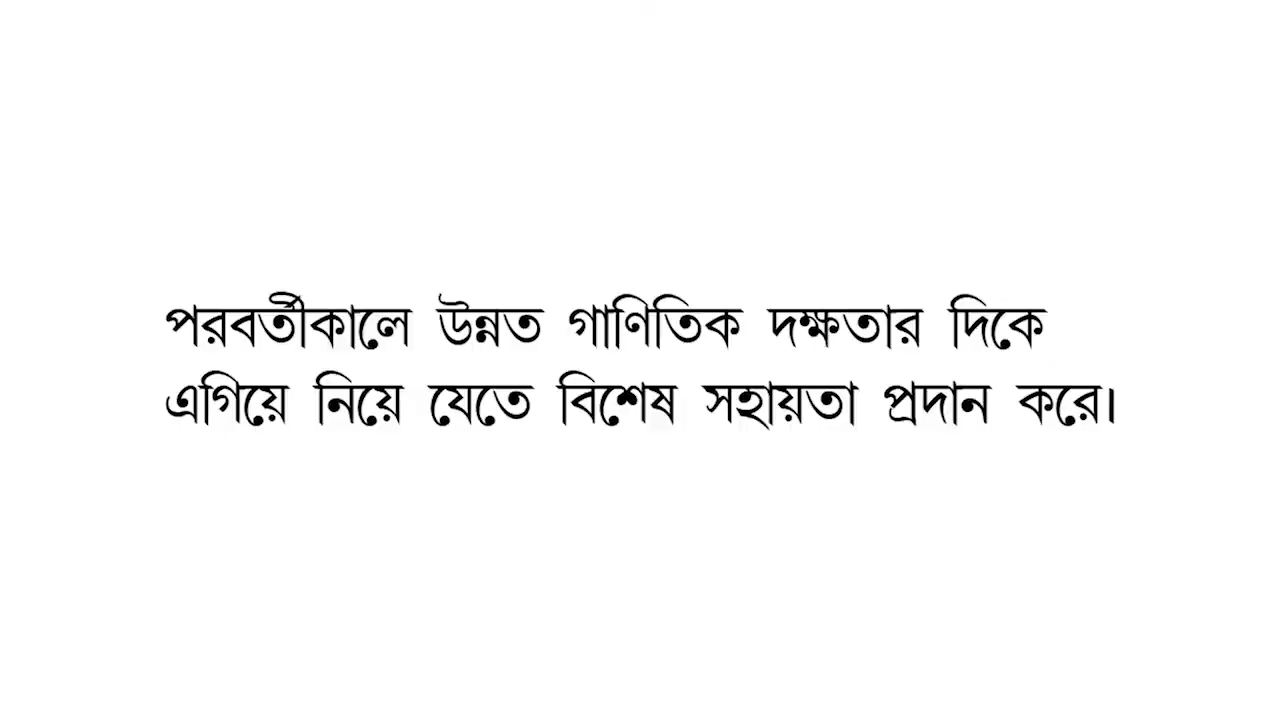 পরবর্তীকালে উন্নত গাণিতিক দক্ষতার দিকে
এগিয়ে নিয়ে যেতে বিশেষ সহায়তা প্রদান করে।